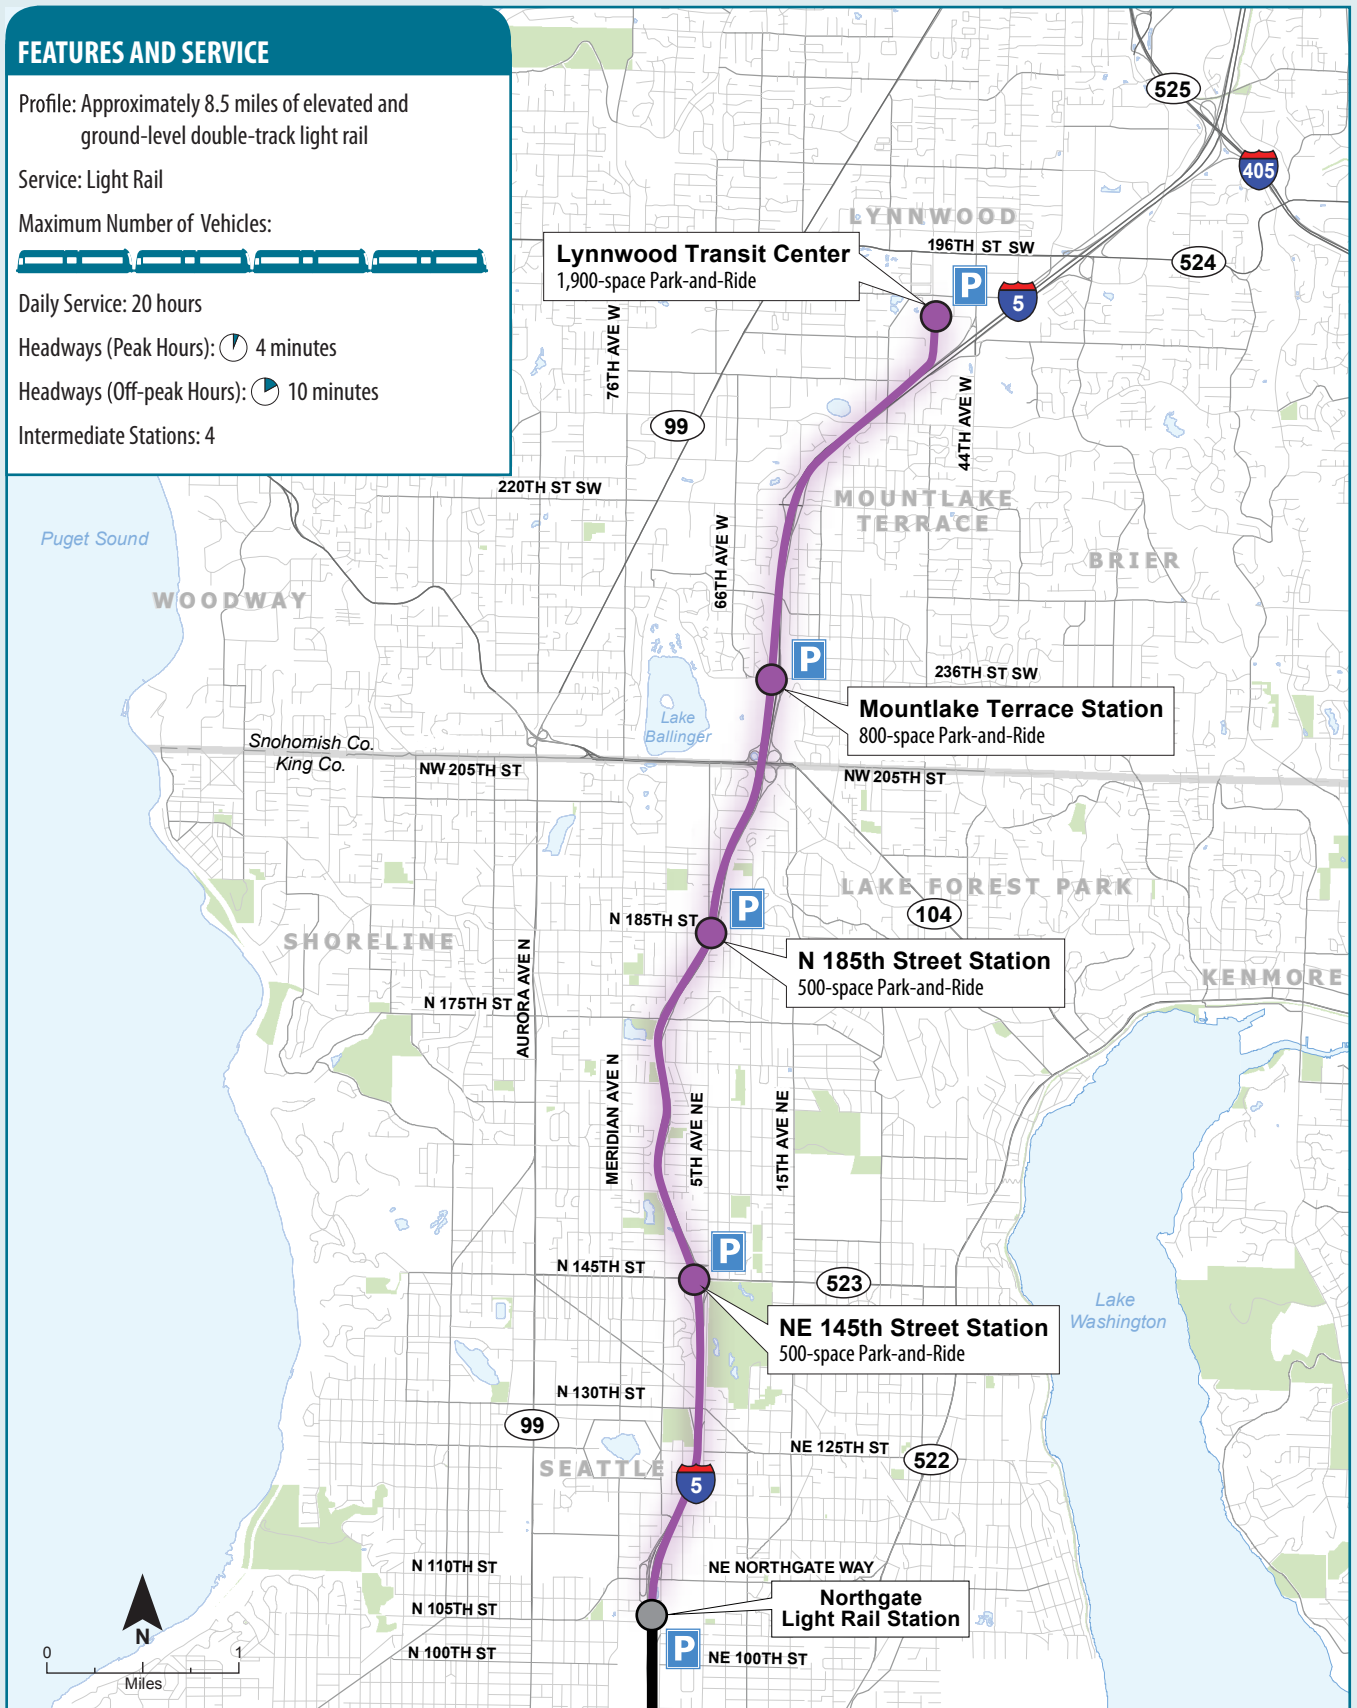 FEATURES AND SERVICE
Profile: Approximately 8.5 miles of elevated and
ground-level double-track light rail
Service: Light Rail
Maximum Number of Vehicles:
Daily Service: 20 hours
Headways (Peak Hours): 4 minutes
Headways (Off-peak Hours): 10 minutes
Intermediate Stations: 4
525
405
LYNNWOOD
196TH ST SW
524
Lynnwood Transit Center
1,900-space Park-and-Ride
P
5
76TH AVE W
99
44TH AVE W
220TH ST SW
MOUNTLAKE
TERRACE
Puget Sound
66TH AVE W
BRIER
WOODWAY
P
236TH ST SW
Mountlake Terrace Station
800-space Park-and-Ride
Lake
Ballinger
Snohomish Co.
King Co.
NW 205TH ST
NW 205TH ST
LAKE FOREST PARK
104
P
N 185TH ST
SHORELINE
N 185th Street Station
500-space Park-and-Ride
KENMORE
AURORA AVE N
N 175TH ST
MERIDIAN AVE N
5TH AVE NE
15TH AVE NE
P
N 145TH ST
523
Lake
Washington
NE 145th Street Station
500-space Park-and-Ride
N 130TH ST
99
NE 125TH ST
522
SEATTLE
5
N 110TH ST
NE NORTHGATE WAY
Northgate
Light Rail Station
N 105TH ST
P
N 100TH ST
NE 100TH ST
N
0
1
Miles